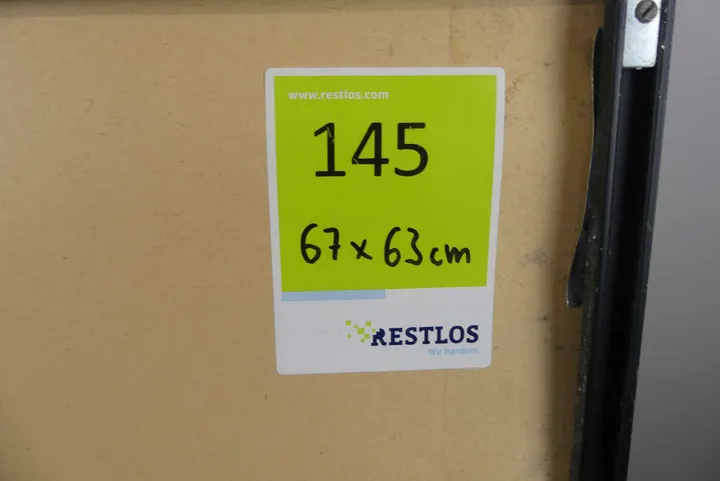 www.restlos.com
145
67 x 63 cm
RESTLOS
Wir handeln.